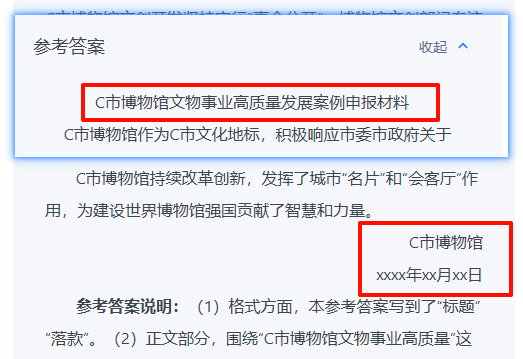 参考答案
收起
C市博物馆文物事业高质量发展案例申报材料
C市博物馆作为C市文化地标，积极响应市委市政府关于
C市博物馆持续改革创新，发挥了城市“名片”和“会客厅”作
用，为建设世界博物馆强国贡献了智慧和力量。
C市博物馆
xxxx年xx月xx日
参考答案说明：（1）格式方面，本参考答案写到了“标题”
“落款”。（2）正文部分，围绕“C市博物馆文物事业高质量”这